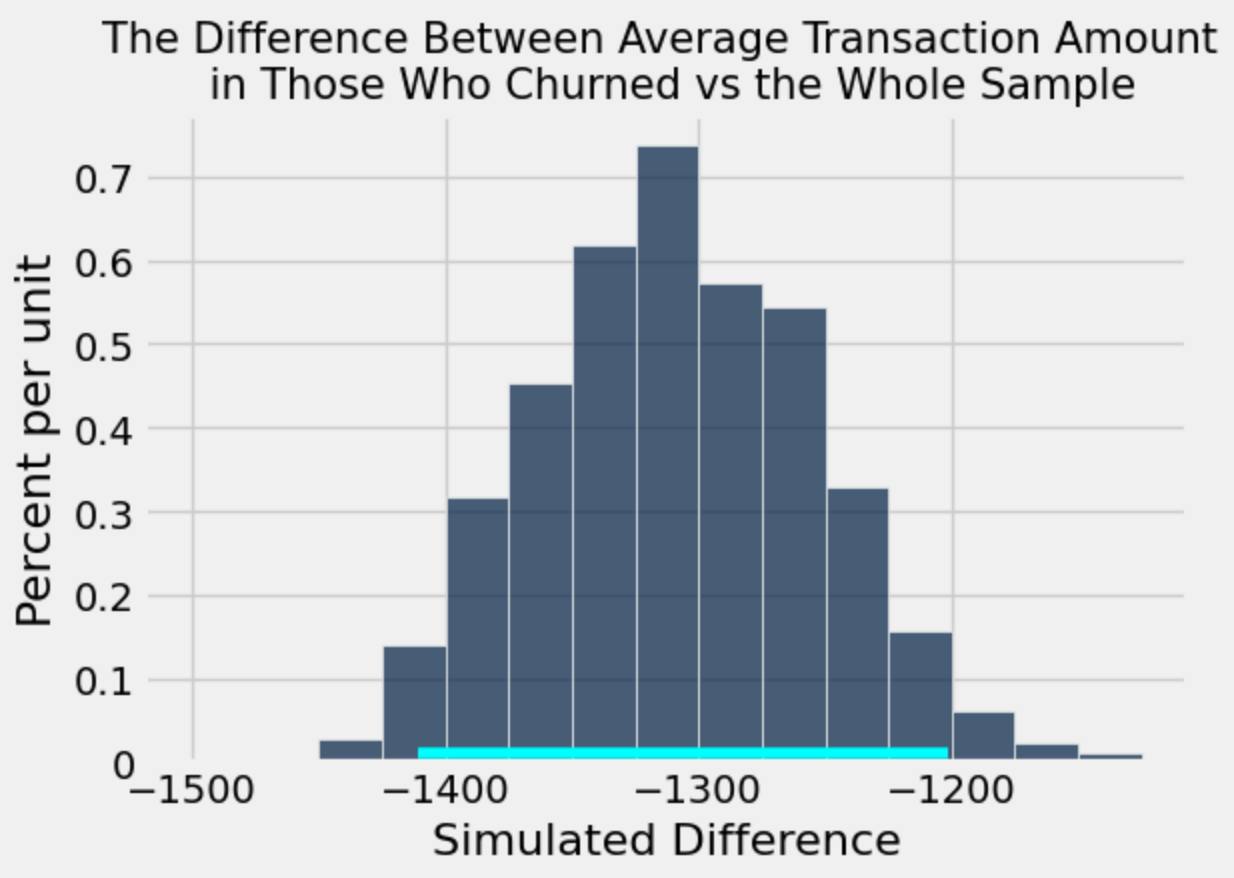 The Difference Between Average Transaction Amount
in Those Who Churned vs the Whole Sample
Percent per unit
0.7
0.6
0.5
0.4
0.3
0.2
0.1
0
−1500 −1400 −1300 −1200
Simulated Difference